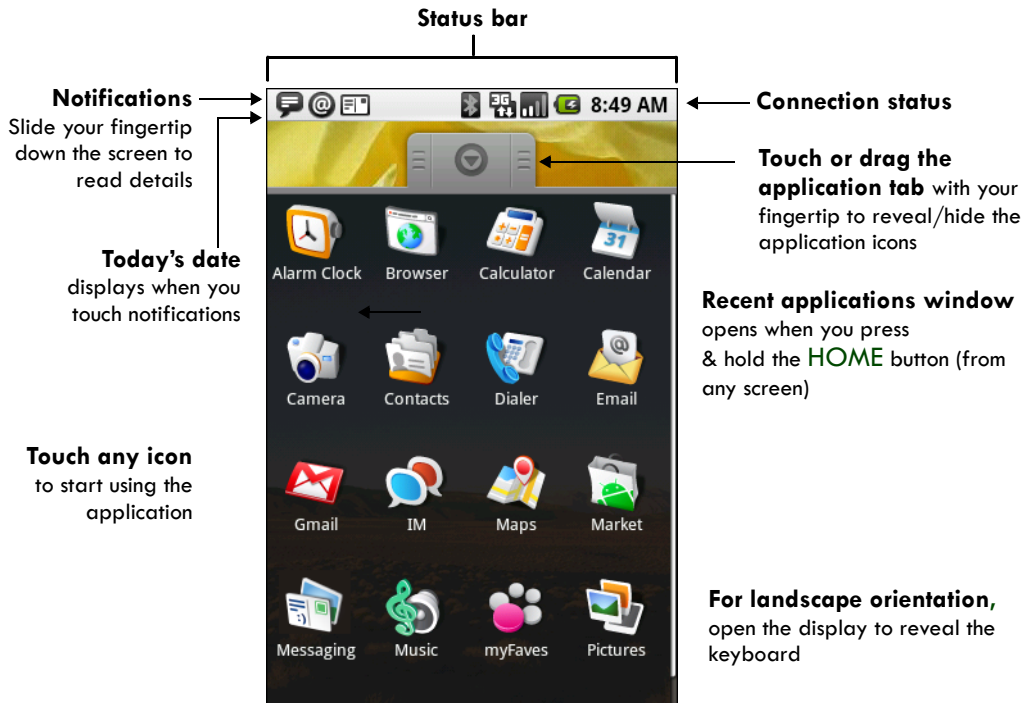 Status bar
Notifications
Slide your fingertip
down the screen to
read details
Today's date
displays when you
touch notifications
Touch any icon
to start using the
application
@
3G
8:49 AM
31
Alarm Clock Browser Calculator Calendar
@
Camera Contacts Dialer Email
Gmail IM Maps Market
:)
Messaging Music myFaves Pictures
Connection status
Touch or drag the
application tab with your
fingertip to reveal/hide the
application icons
Recent applications window
opens when you press
& hold the HOME button (from
any screen)
For landscape orientation,
open the display to reveal the
keyboard